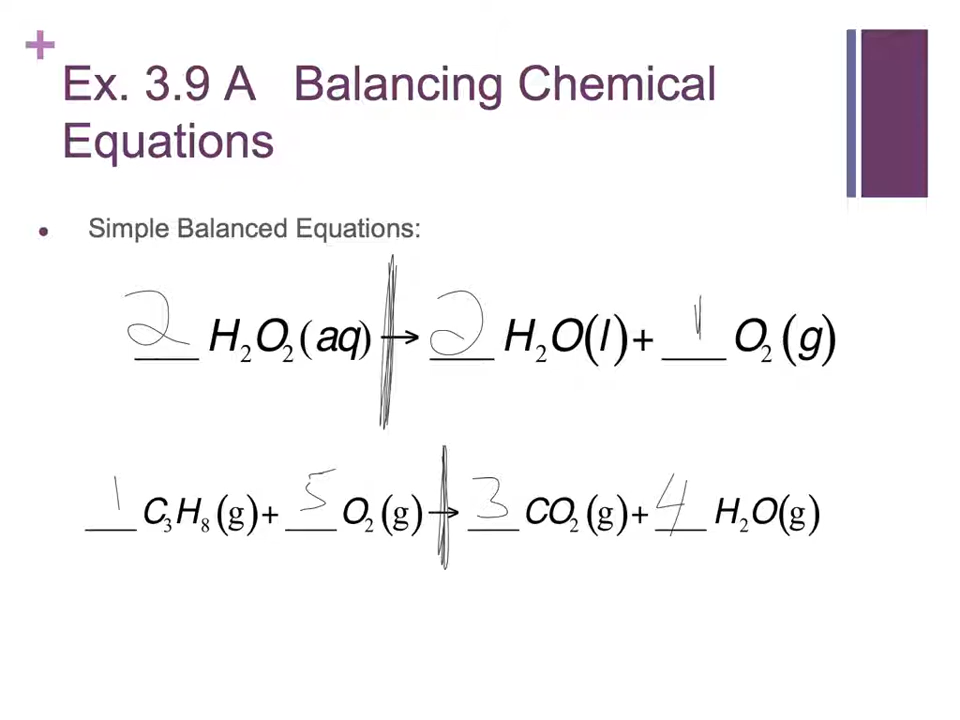 +
Ex. 3.9 A Balancing Chemical
Equations
• Simple Balanced Equations:
2 H₂O₂(aq) → 2 H₂O(l) + 1 O₂(g)
1 C₃H₈(g) + 5 O₂(g) → 3 CO₂(g) + 4 H₂O(g)